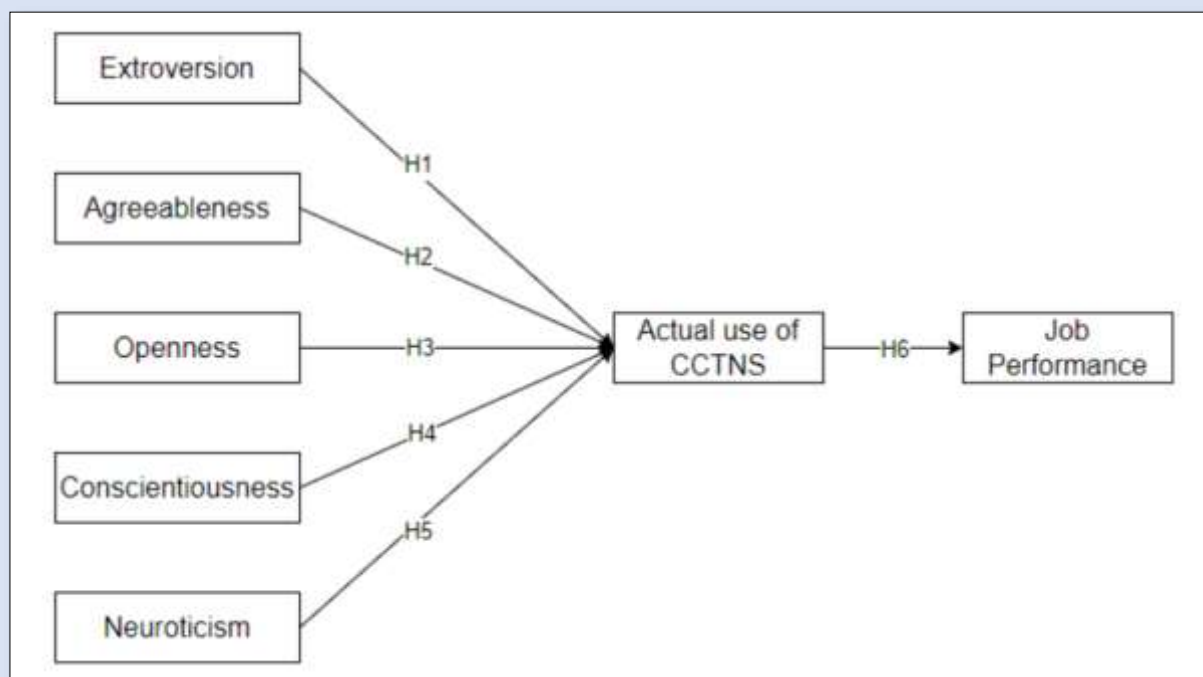 Extroversion
H1
Agreeableness
H2
Openness
H3
Actual use of
CCTNS
H6
Job
Performance
H4
Conscientiousness
H5
Neuroticism